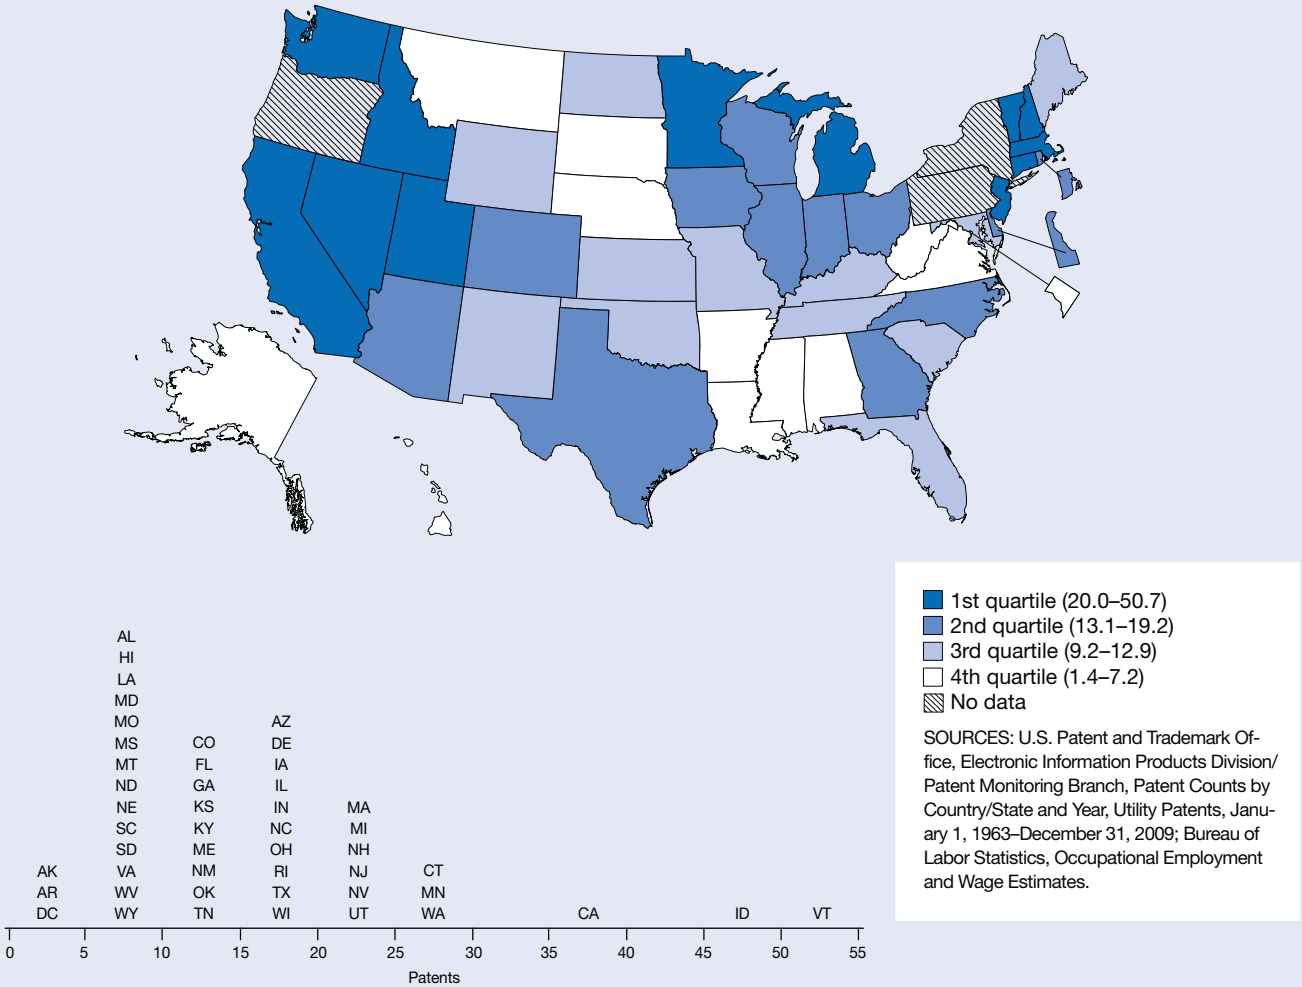 1st quartile (20.0–50.7)
2nd quartile (13.1–19.2)
3rd quartile (9.2–12.9)
4th quartile (1.4–7.2)
No data
SOURCES: U.S. Patent and Trademark Of-
fice, Electronic Information Products Division/
Patent Monitoring Branch, Patent Counts by
Country/State and Year, Utility Patents, Janu-
ary 1, 1963–December 31, 2009; Bureau of
Labor Statistics, Occupational Employment
and Wage Estimates.
AL
HI
LA
MD
MO AZ
MS CO DE
MT FL IA
ND GA IL
NE KS IN MA
SC KY NC MI
SD ME OH NH
AK VA NM RI NJ CT
AR WV OK TX NV MN
DC WY TN WI UT WA CA ID VT
0 5 10 15 20 25 30 35 40 45 50 55
Patents